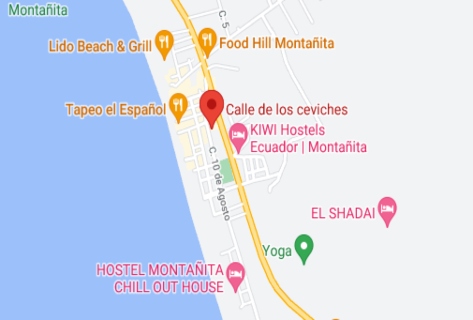 Montañita
C. 5
Lido Beach & Grill
Food Hill Montañita
Tapeo el Español
Calle de los ceviches
KIWI Hostels
Ecuador | Montañita
C. 10 de Agosto
EL SHADAI
Yoga
HOSTEL MONTAÑITA
CHILL OUT HOUSE